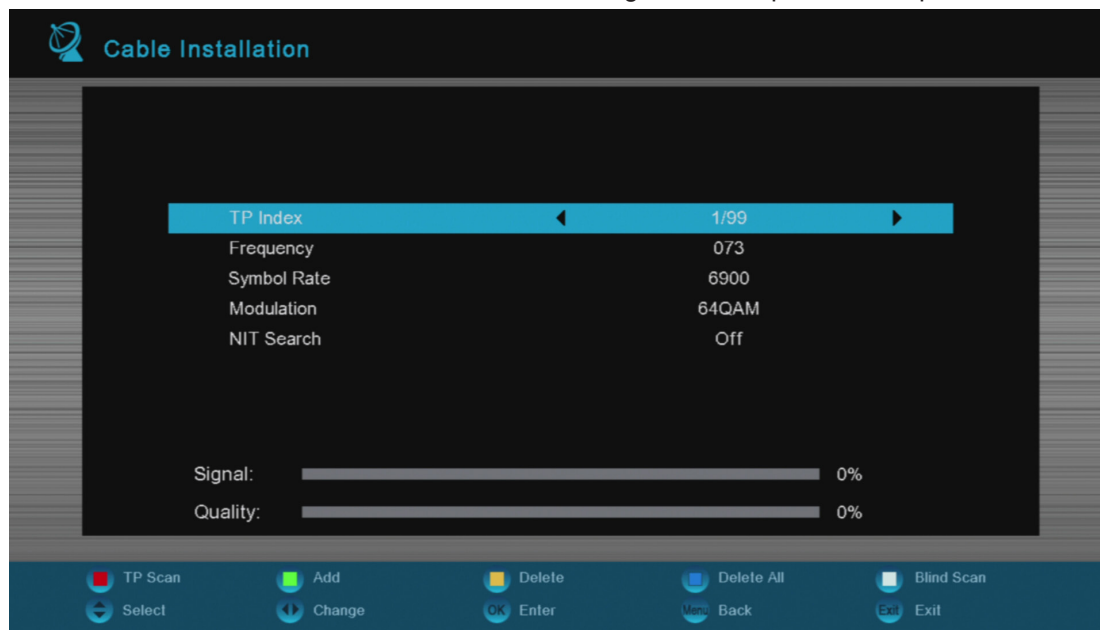 Cable Installation
TP Index 1/99
Frequency 073
Symbol Rate 6900
Modulation 64QAM
NIT Search Off
Signal: 0%
Quality: 0%
TP Scan Add Delete Delete All Blind Scan
Select Change OK Enter Menu Back Exit Exit